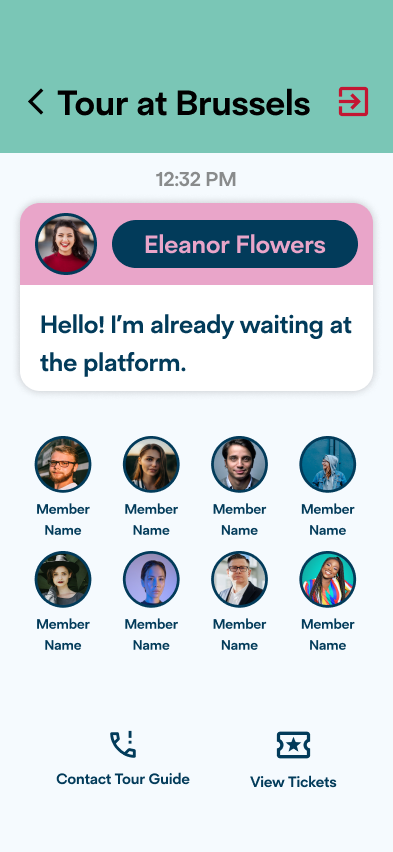 Tour at Brussels
12:32 PM
Eleanor Flowers
Hello! I'm already waiting at
the platform.
Member Member Member Member
Name Name Name Name
Member Member Member Member
Name Name Name Name
Contact Tour Guide
View Tickets